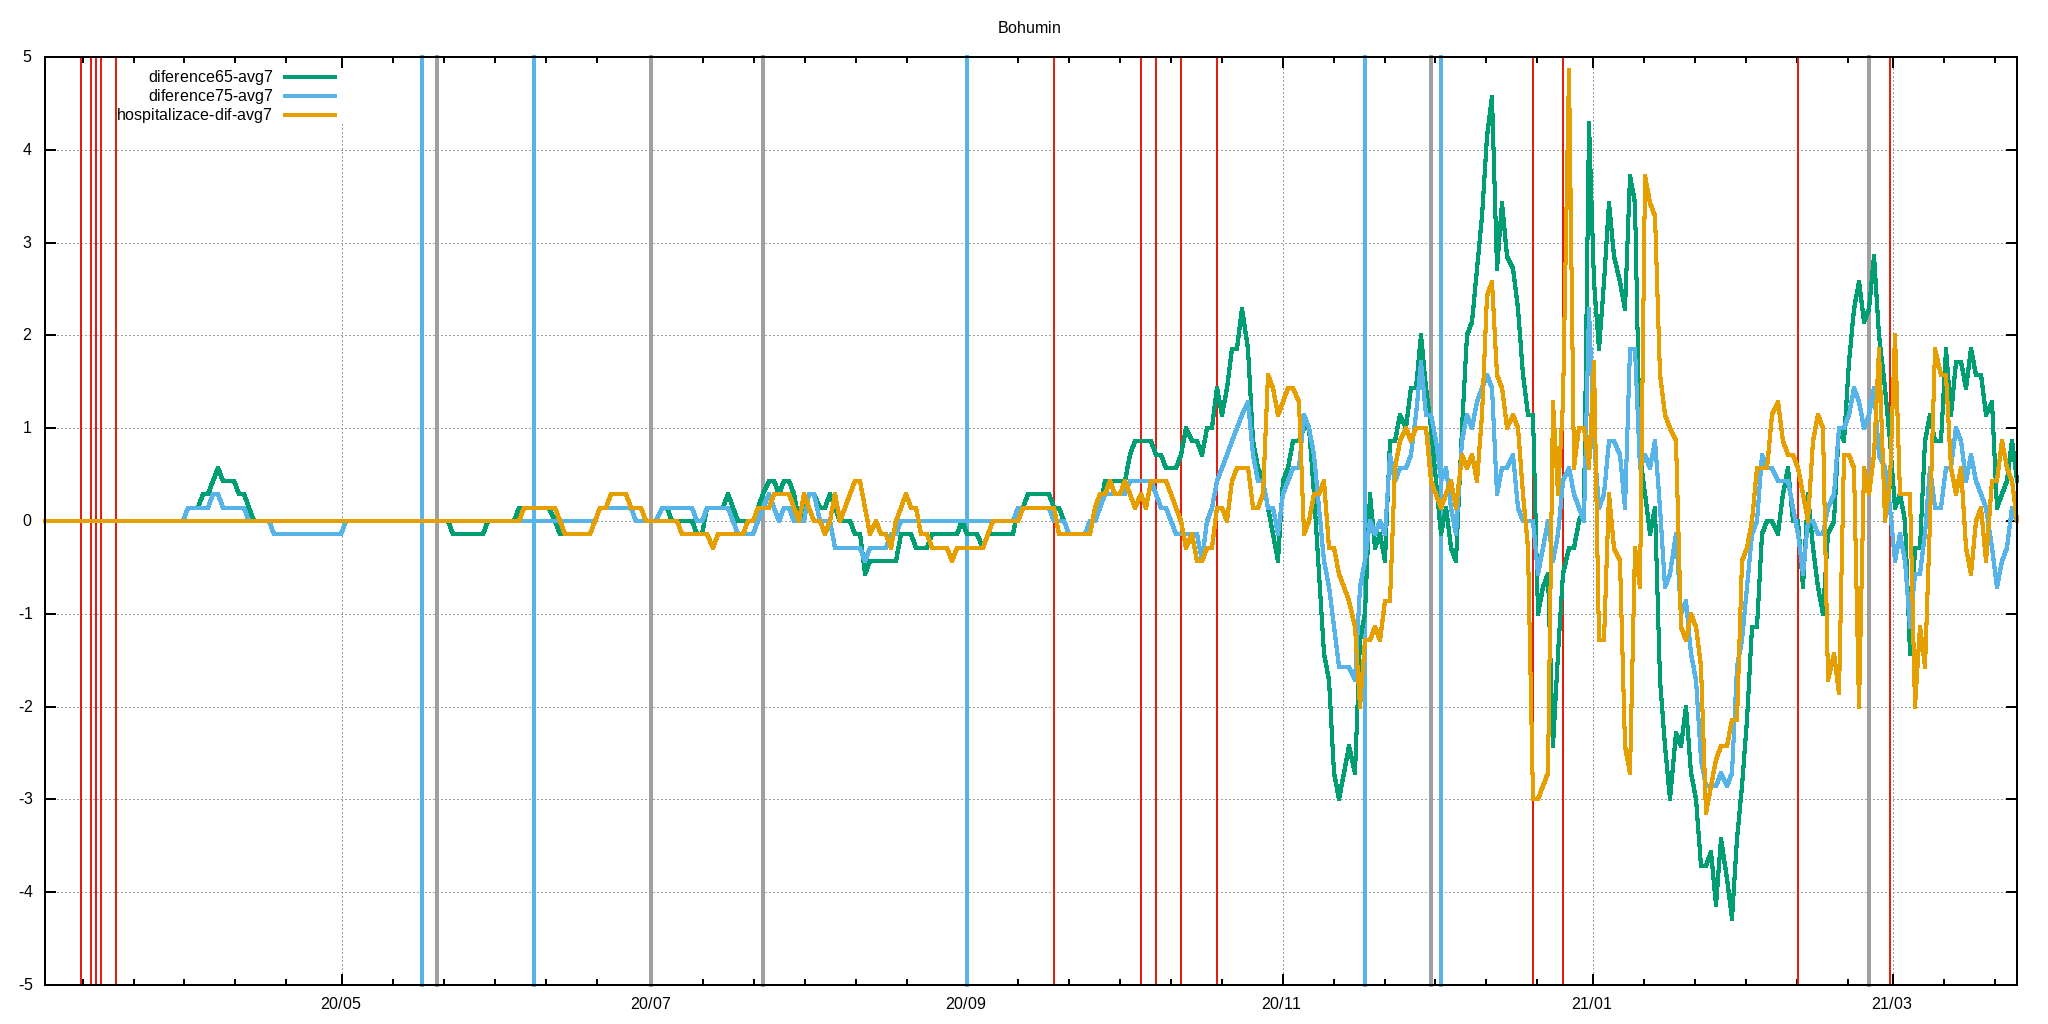 Bohumin
diference65-avg7
diference75-avg7
hospitalizace-dif-avg7
5
4
3
2
1
0
-1
-2
-3
-4
-5
20/05 20/07 20/09 20/11 21/01 21/03